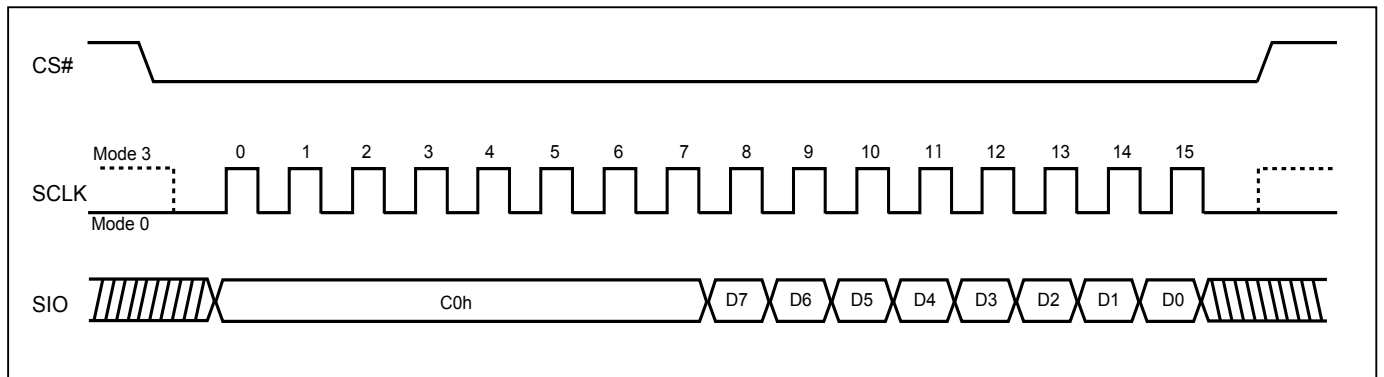 CS#
Mode 3
0 1 2 3 4 5 6 7 8 9 10 11 12 13 14 15
SCLK
Mode 0
SIO C0h D7 D6 D5 D4 D3 D2 D1 D0